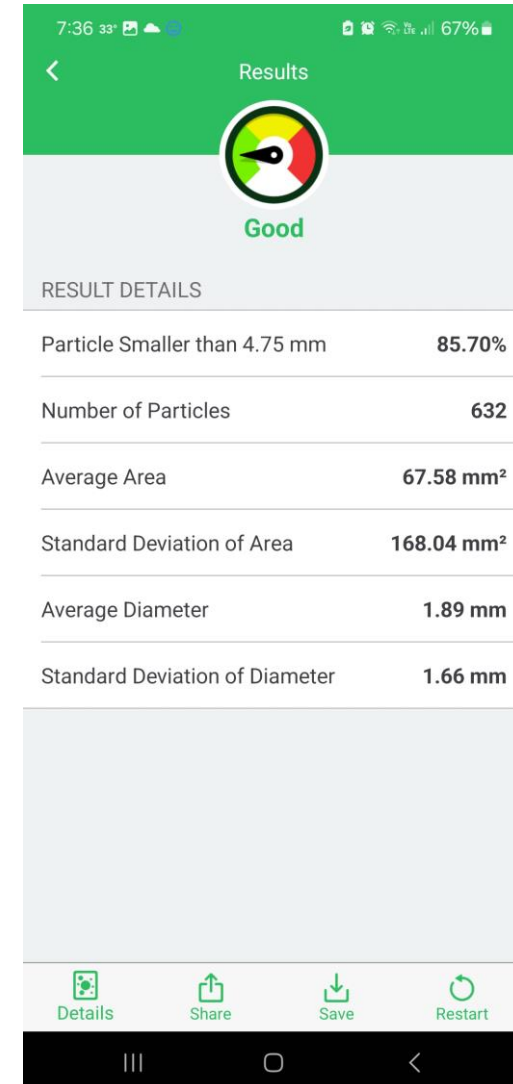 7:36 33° 67%
Results
Good
RESULT DETAILS
Particle Smaller than 4.75 mm 85.70%
Number of Particles 632
Average Area 67.58 mm²
Standard Deviation of Area 168.04 mm²
Average Diameter 1.89 mm
Standard Deviation of Diameter 1.66 mm
Details Share Save Restart